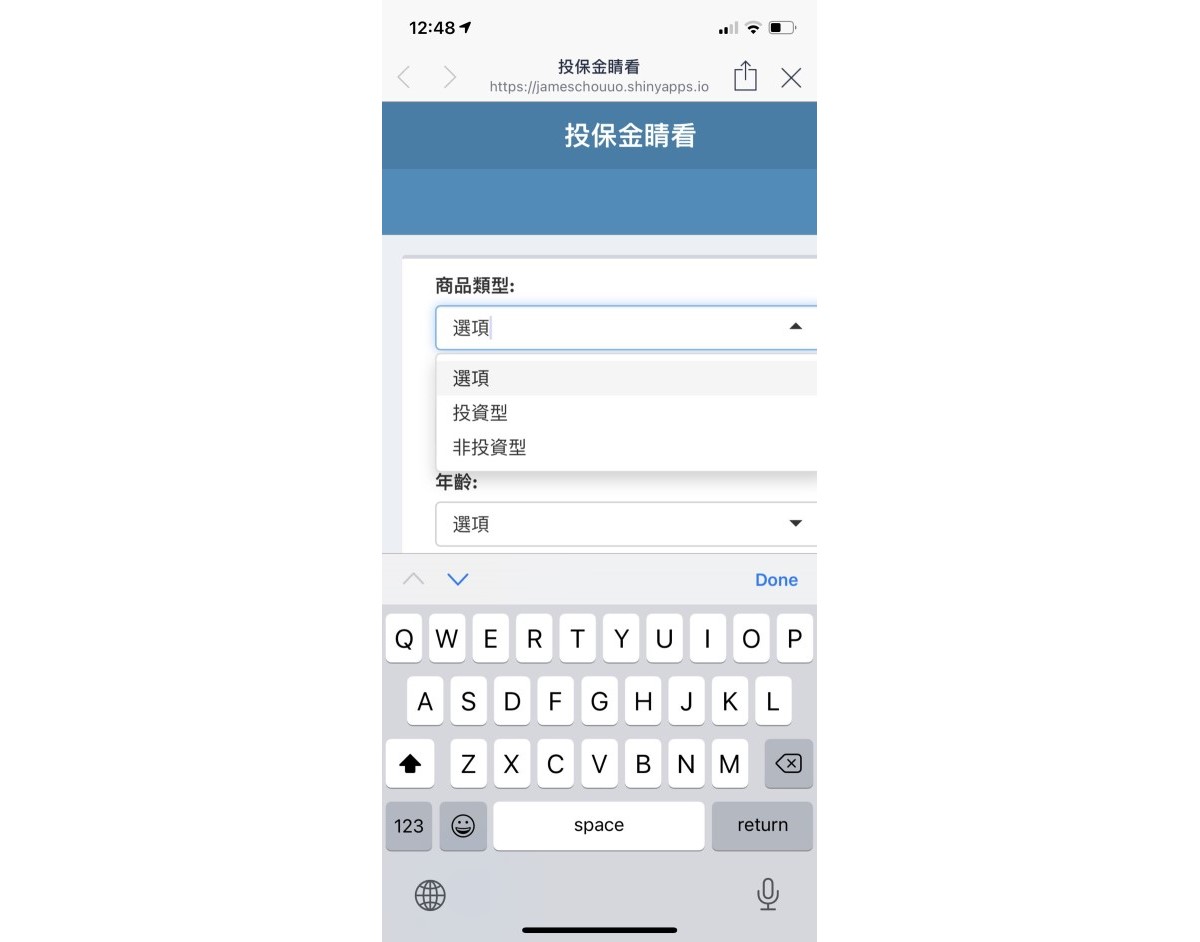 12:48
投保金睛看
https://jameschouuo.shinyapps.io
投保金睛看
商品類型:
選項
選項
投資型
非投資型
年齡:
選項
Done
Q W E R T Y U I O P
A S D F G H J K L
Z X C V B N M
123 space return